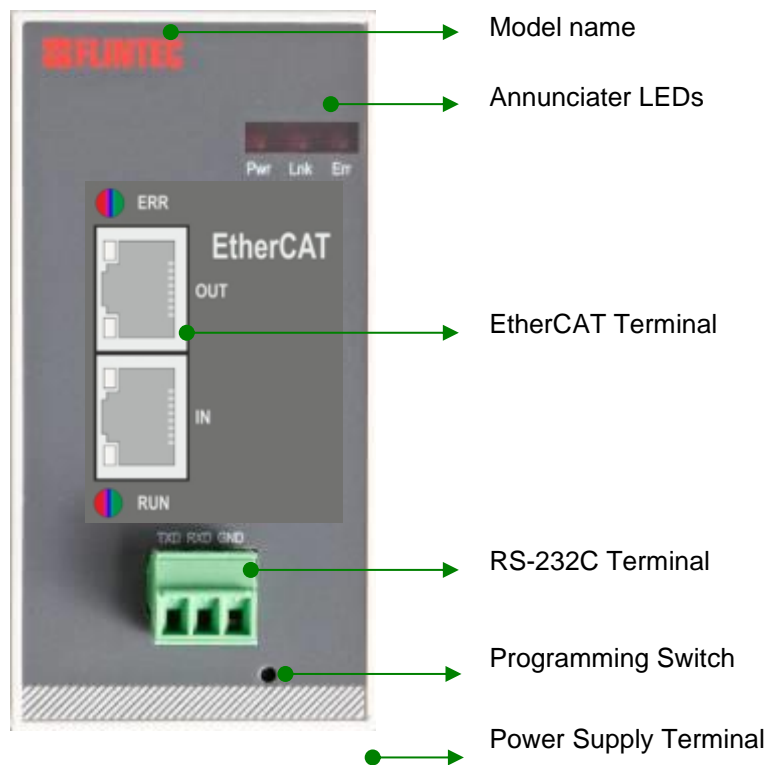 Model name
FLINTEC
Annunciater LEDs
Pwr Lnk Err
ERR
EtherCAT
OUT
EtherCAT Terminal
IN
RUN
TXD RXD GND
RS-232C Terminal
Programming Switch
Power Supply Terminal